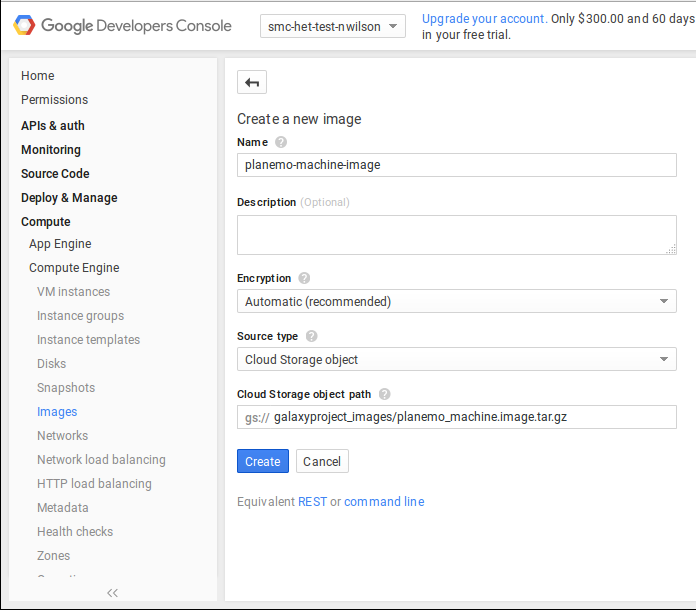 Google Developers Console
smc-het-test-nwilson
Upgrade your account. Only $300.00 and 60 days
in your free trial.
Home
Permissions
APIs & auth
Monitoring
Source Code
Deploy & Manage
Compute
App Engine
Compute Engine
VM instances
Instance groups
Instance templates
Disks
Snapshots
Images
Networks
Network load balancing
HTTP load balancing
Metadata
Health checks
Zones
<<
Create a new image
Name ?
planemo-machine-image
Description (Optional)
Encryption ?
Automatic (recommended)
Source type ?
Cloud Storage object
Cloud Storage object path ?
gs:// galaxyproject_images/planemo_machine.image.tar.gz
Create Cancel
Equivalent REST or command line